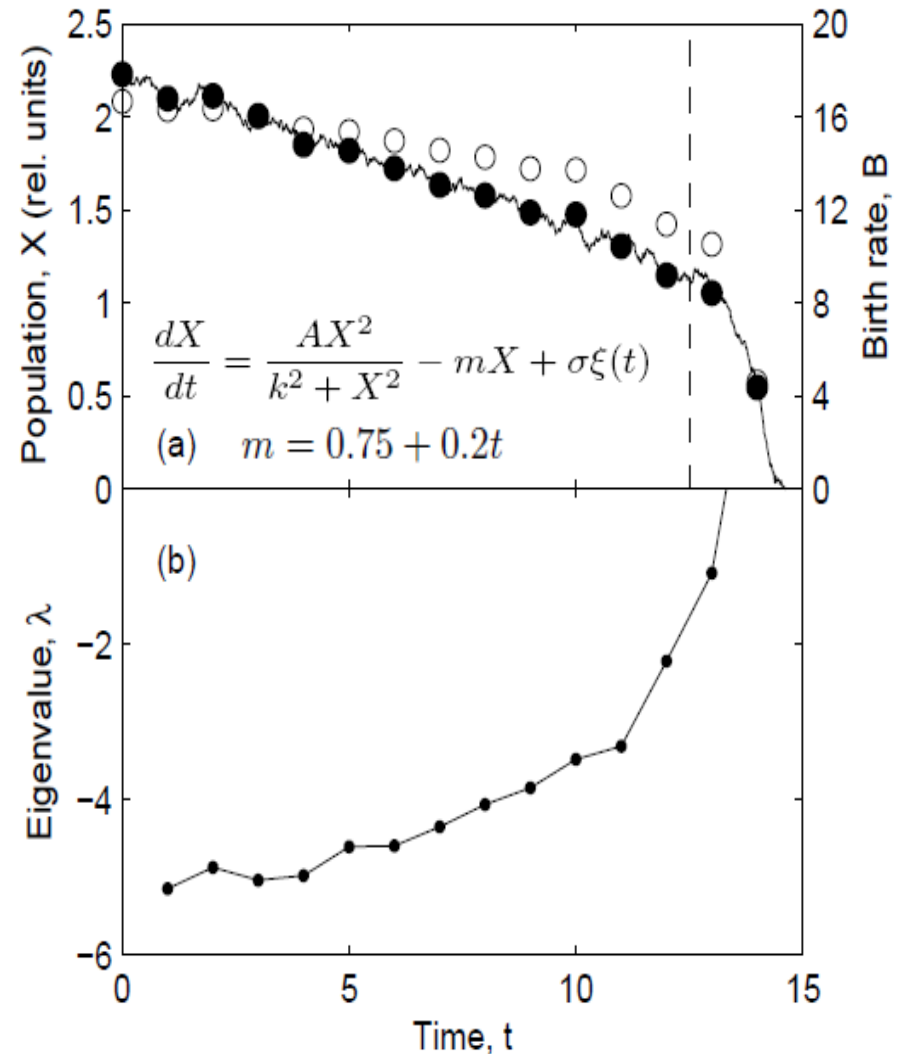 2.5
2
1.5
1
0.5
0
Population, X (rel. units)
20
16
12
8
4
0
Birth rate, B
dX/dt = AX²/(k² + X²) − mX + σξ(t)
(a) m = 0.75 + 0.2t
(b)
−2
−4
−6
Eigenvalue, λ
0 5 10 15
Time, t